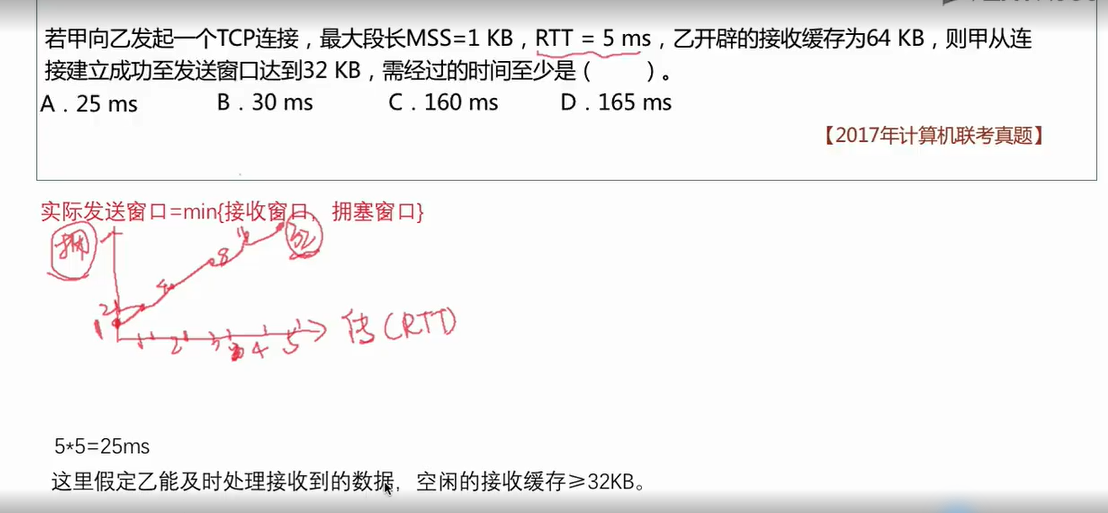 若甲向乙发起一个TCP连接，最大段长MSS=1 KB，RTT = 5 ms，乙开辟的接收缓存为64 KB，则甲从连
接建立成功至发送窗口达到32 KB，需经过的时间至少是（  ）。
A．25 ms  B．30 ms  C．160 ms  D．165 ms
【2017年计算机联考真题】
实际发送窗口=min{接收窗口，拥塞窗口}
拥
16
32
8
4
2
1
1 2 3 4 5
传(RTT)
5*5=25ms
这里假定乙能及时处理接收到的数据，空闲的接收缓存≥32KB。